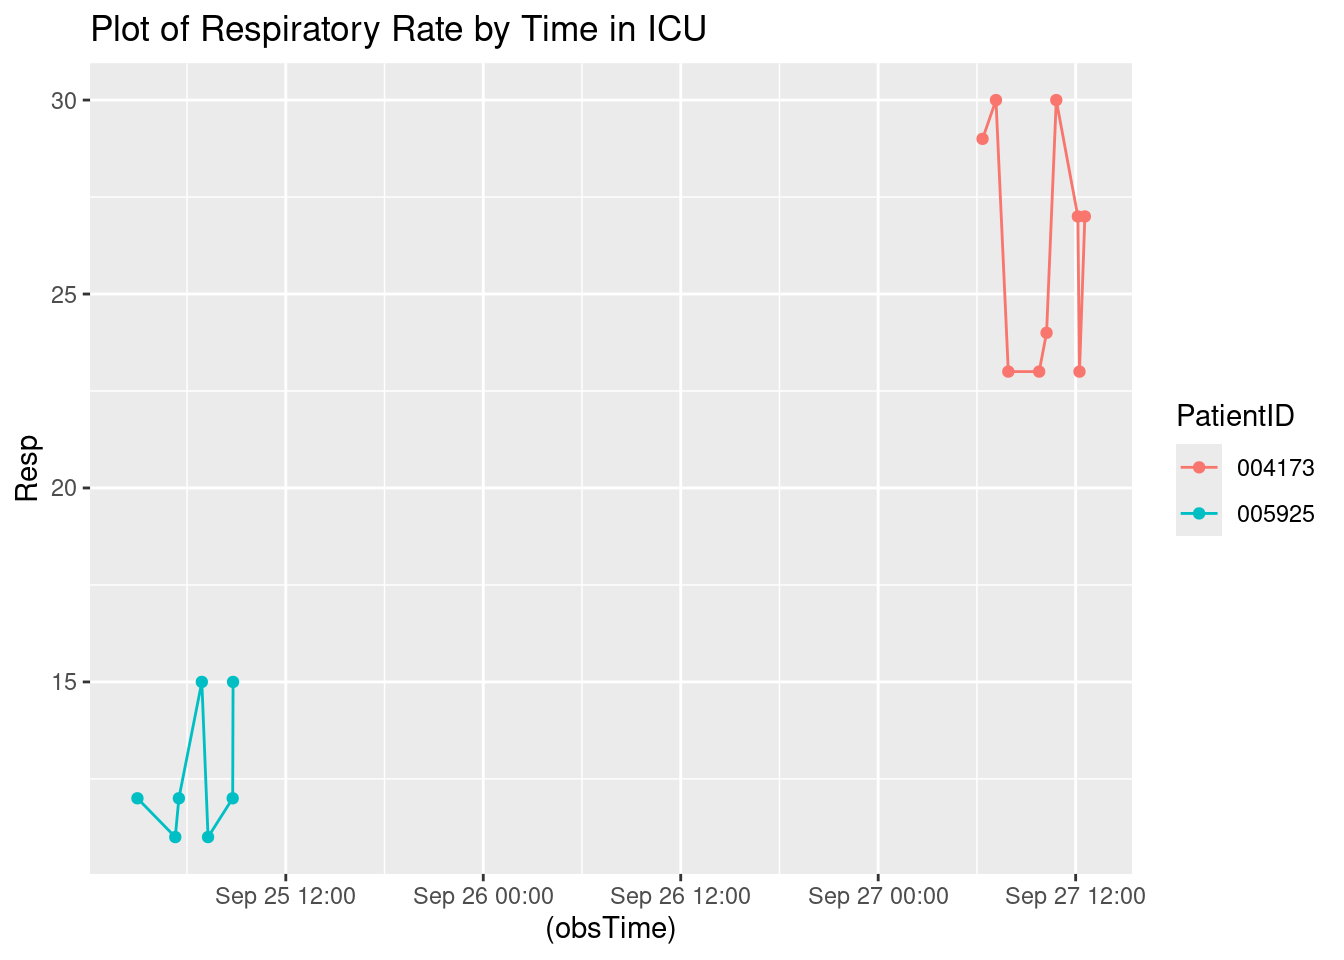 Plot of Respiratory Rate by Time in ICU
30
25
20
15
Resp
Sep 25 12:00
Sep 26 00:00
Sep 26 12:00
Sep 27 00:00
Sep 27 12:00
(obsTime)
PatientID
004173
005925